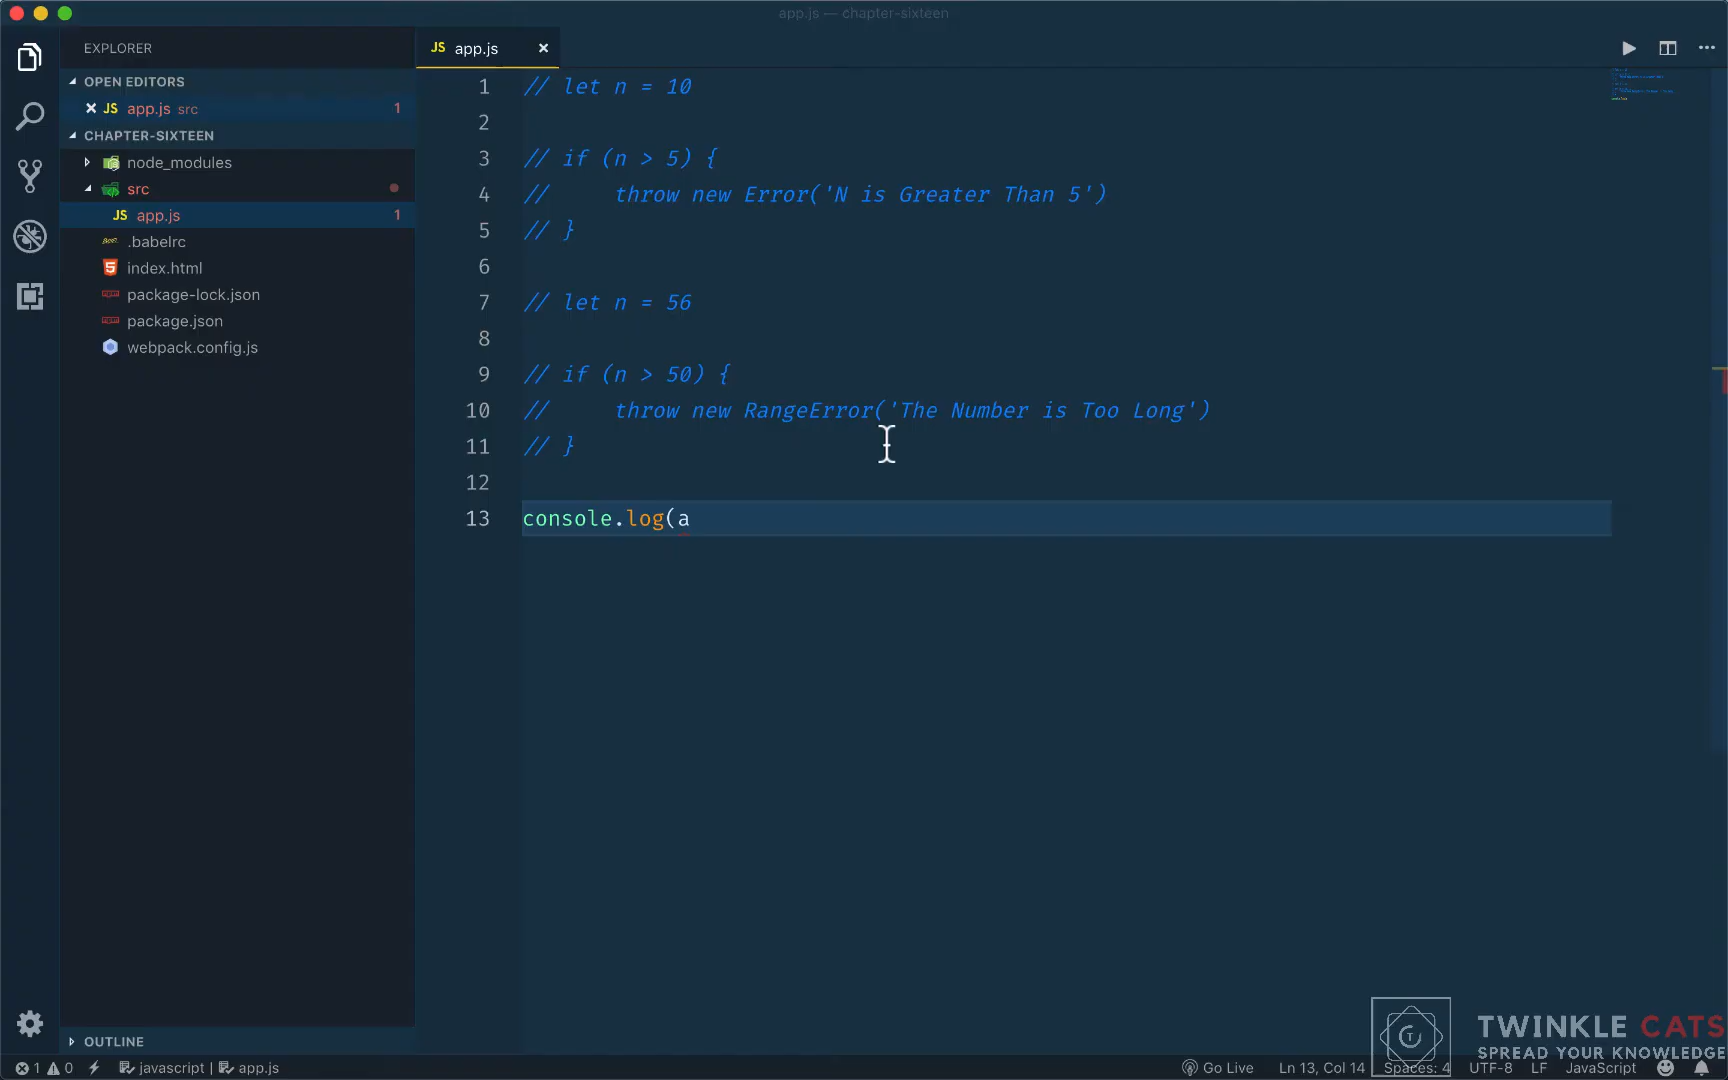 app.js — chapter-sixteen
EXPLORER
OPEN EDITORS
JS app.js src 1
CHAPTER-SIXTEEN
node_modules
src
JS app.js 1
.babelrc
index.html
package-lock.json
package.json
webpack.config.js
OUTLINE
JS app.js
1 // let n = 10
2
3 // if (n > 5) {
4 //     throw new Error('N is Greater Than 5')
5 // }
6
7 // let n = 56
8
9 // if (n > 50) {
10 //     throw new RangeError('The Number is Too Long')
11 // }
12
13 console.log(a
TWINKLE CATS
SPREAD YOUR KNOWLEDGE
1 0 javascript | app.js Go Live Ln 13, Col 14 Spaces: 4 UTF-8 LF JavaScript